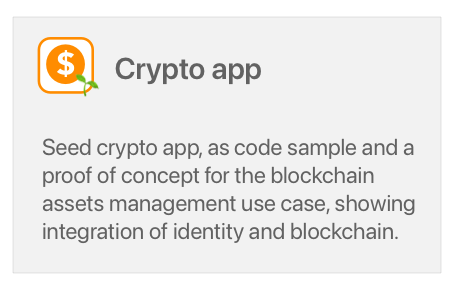 $
Crypto app
Seed crypto app, as code sample and a
proof of concept for the blockchain
assets management use case, showing
integration of identity and blockchain.